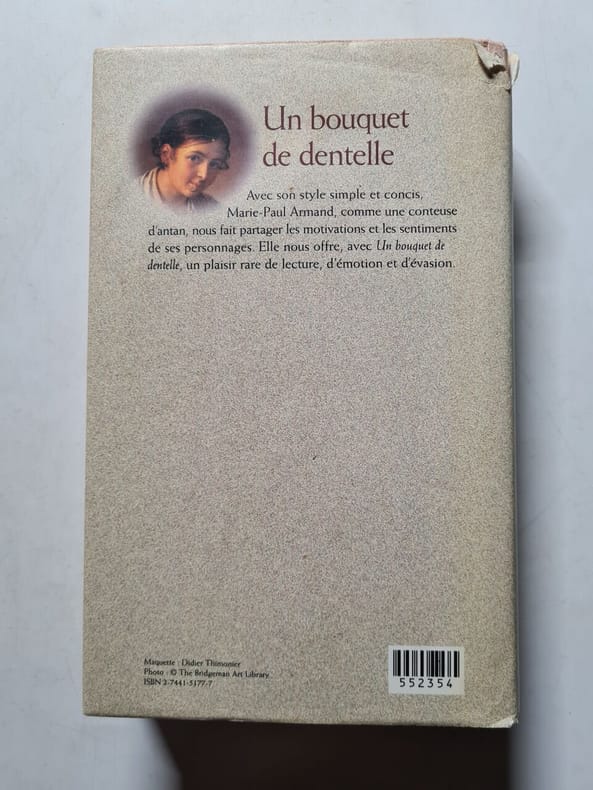 Un bouquet
de dentelle
Avec son style simple et concis,
Marie-Paul Armand, comme une conteuse
d'antan, nous fait partager les motivations et les sentiments
de ses personnages. Elle nous offre, avec Un bouquet de
dentelle, un plaisir rare de lecture, d'émotion et d'évasion.
Maquette : Didier Thimonier
Photo : © The Bridgeman Art Library
ISBN 2-7441-5177-7
552354